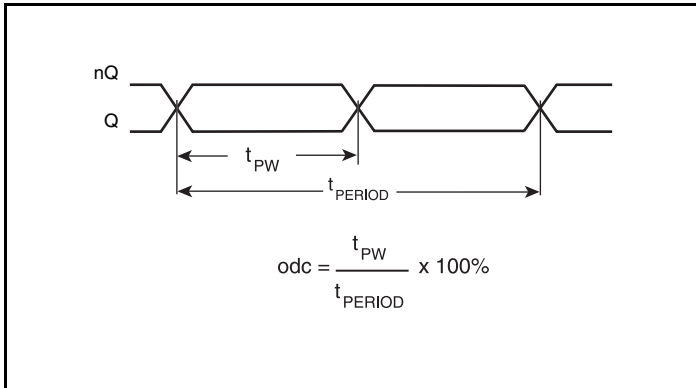 nQ
Q
tPW
tPERIOD
odc = tPW / tPERIOD x 100%